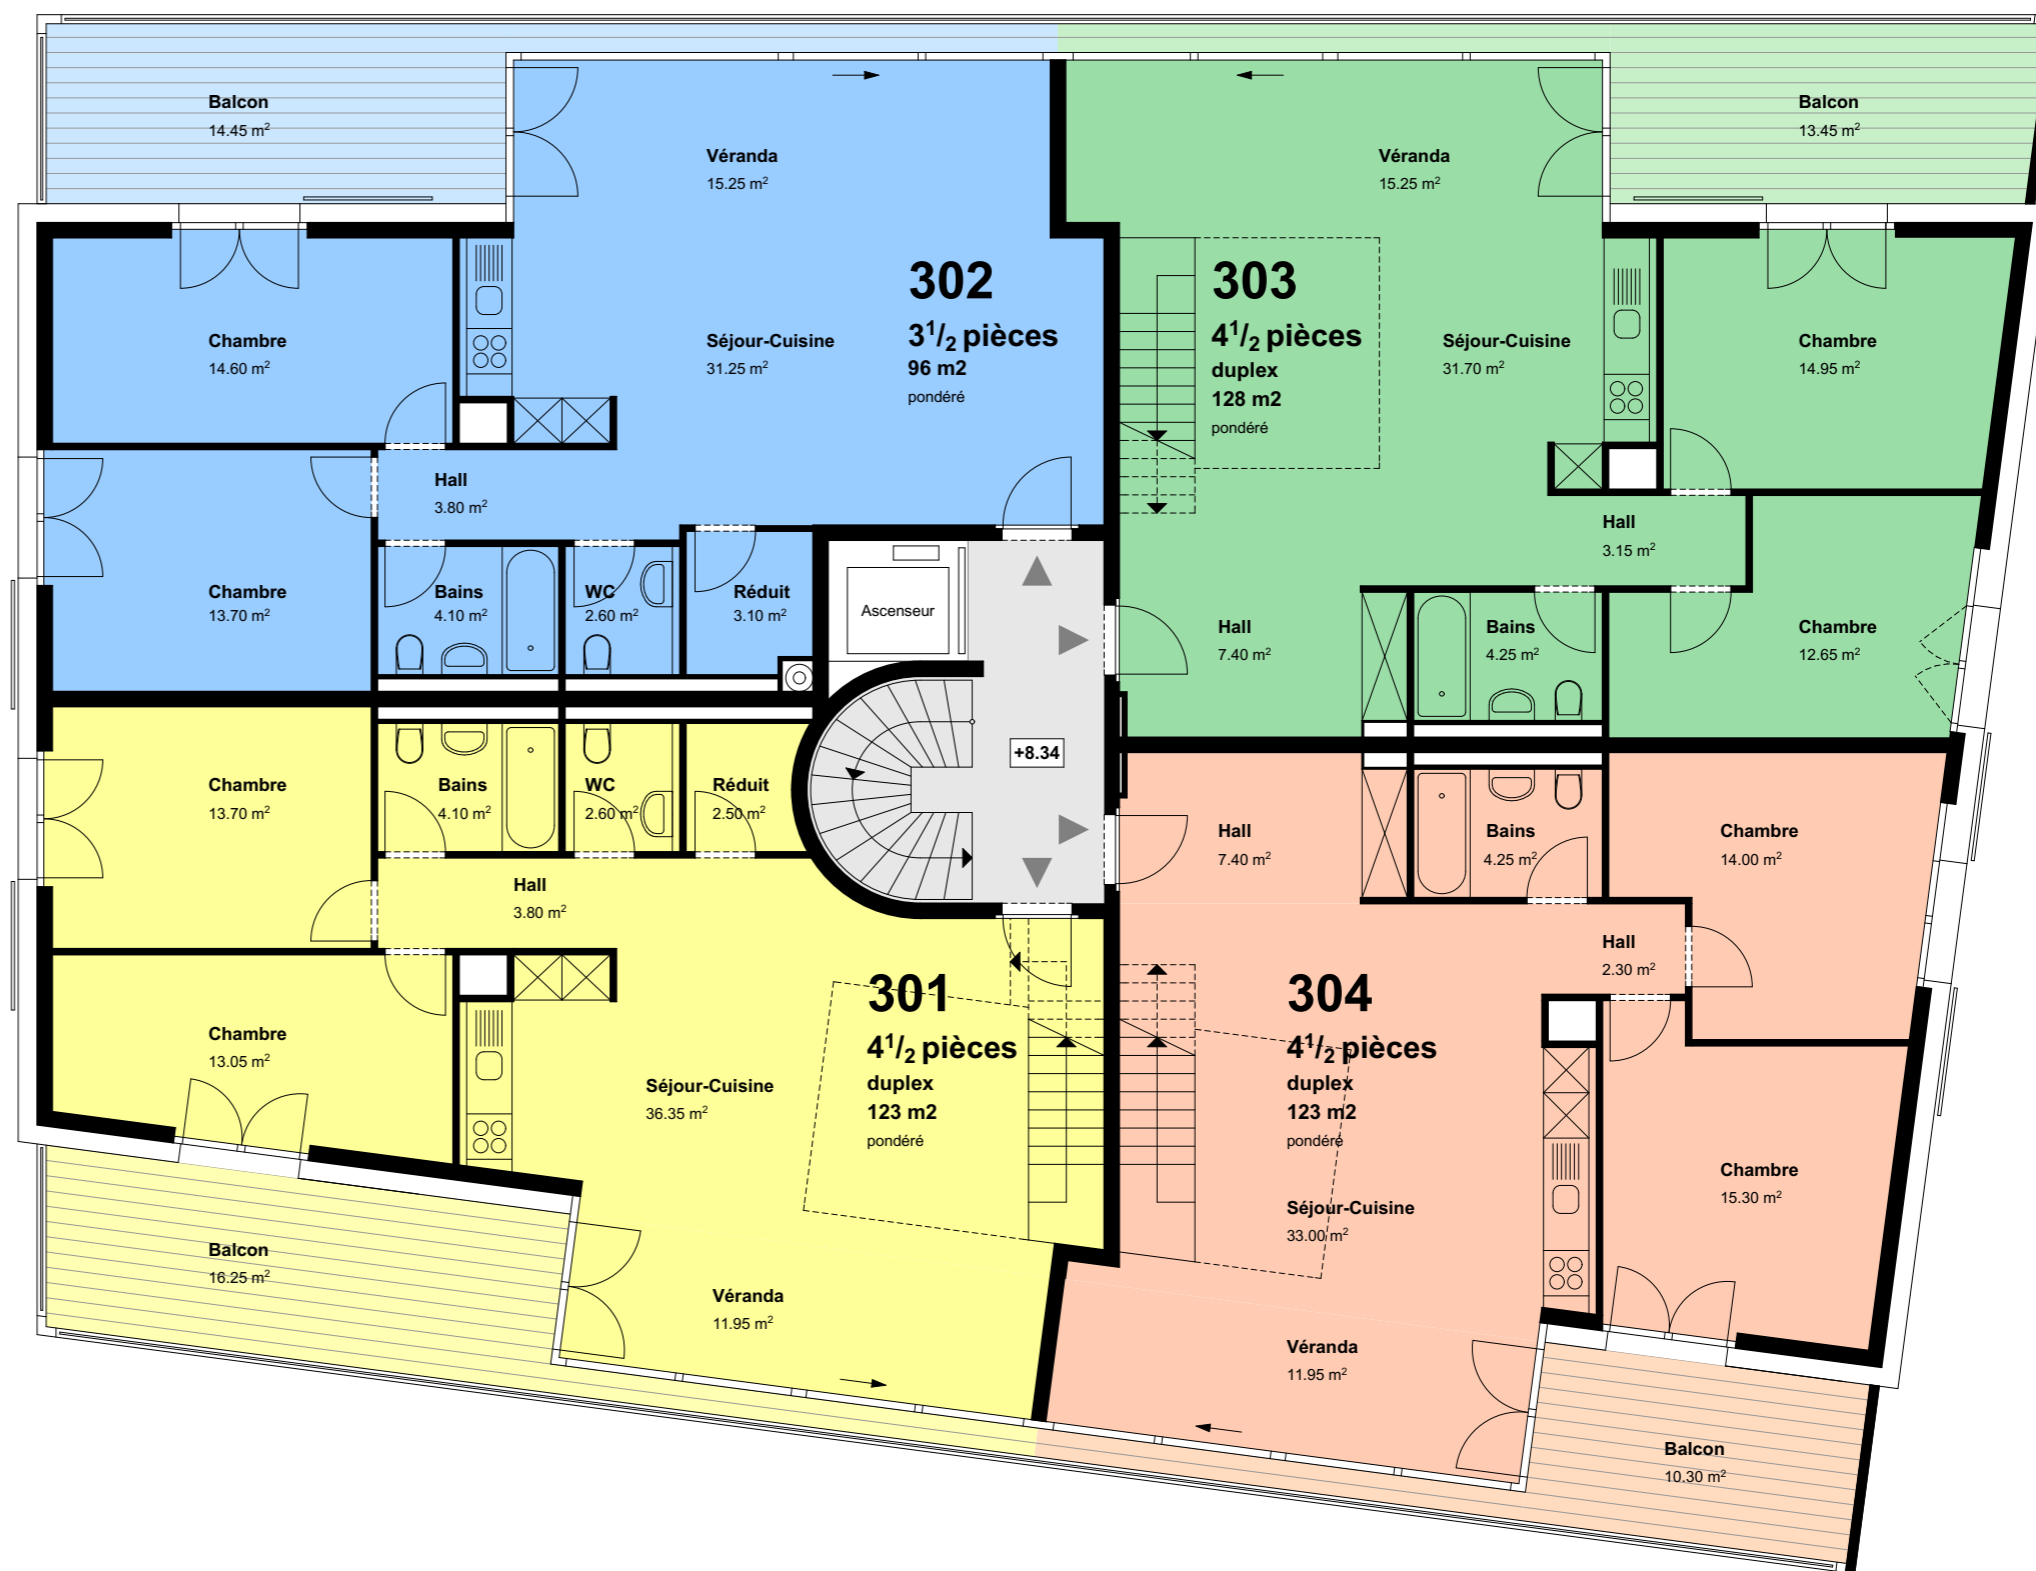 Balcon
14.45 m²
Véranda
15.25 m²
Véranda
15.25 m²
Balcon
13.45 m²
302
3 1/2 pièces
96 m2
pondéré
303
4 1/2 pièces
duplex
128 m2
pondéré
Chambre
14.60 m²
Séjour-Cuisine
31.25 m²
Séjour-Cuisine
31.70 m²
Chambre
14.95 m²
Hall
3.80 m²
Hall
3.15 m²
Chambre
13.70 m²
Bains
4.10 m²
WC
2.60 m²
Réduit
3.10 m²
Ascenseur
Hall
7.40 m²
Bains
4.25 m²
Chambre
12.65 m²
+8.34
Chambre
13.70 m²
Bains
4.10 m²
WC
2.60 m²
Réduit
2.50 m²
Hall
7.40 m²
Bains
4.25 m²
Chambre
14.00 m²
Hall
3.80 m²
Hall
2.30 m²
301
4 1/2 pièces
duplex
123 m2
pondéré
304
4 1/2 pièces
duplex
123 m2
pondéré
Chambre
13.05 m²
Séjour-Cuisine
36.35 m²
Chambre
15.30 m²
Séjour-Cuisine
33.00 m²
Balcon
16.25 m²
Véranda
11.95 m²
Véranda
11.95 m²
Balcon
10.30 m²